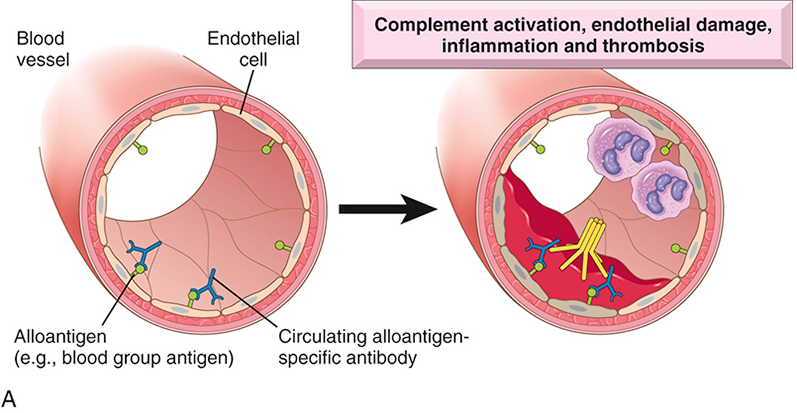 Complement activation, endothelial damage,
inflammation and thrombosis
Blood
vessel
Endothelial
cell
Alloantigen
(e.g., blood group antigen)
Circulating alloantigen-
specific antibody
A